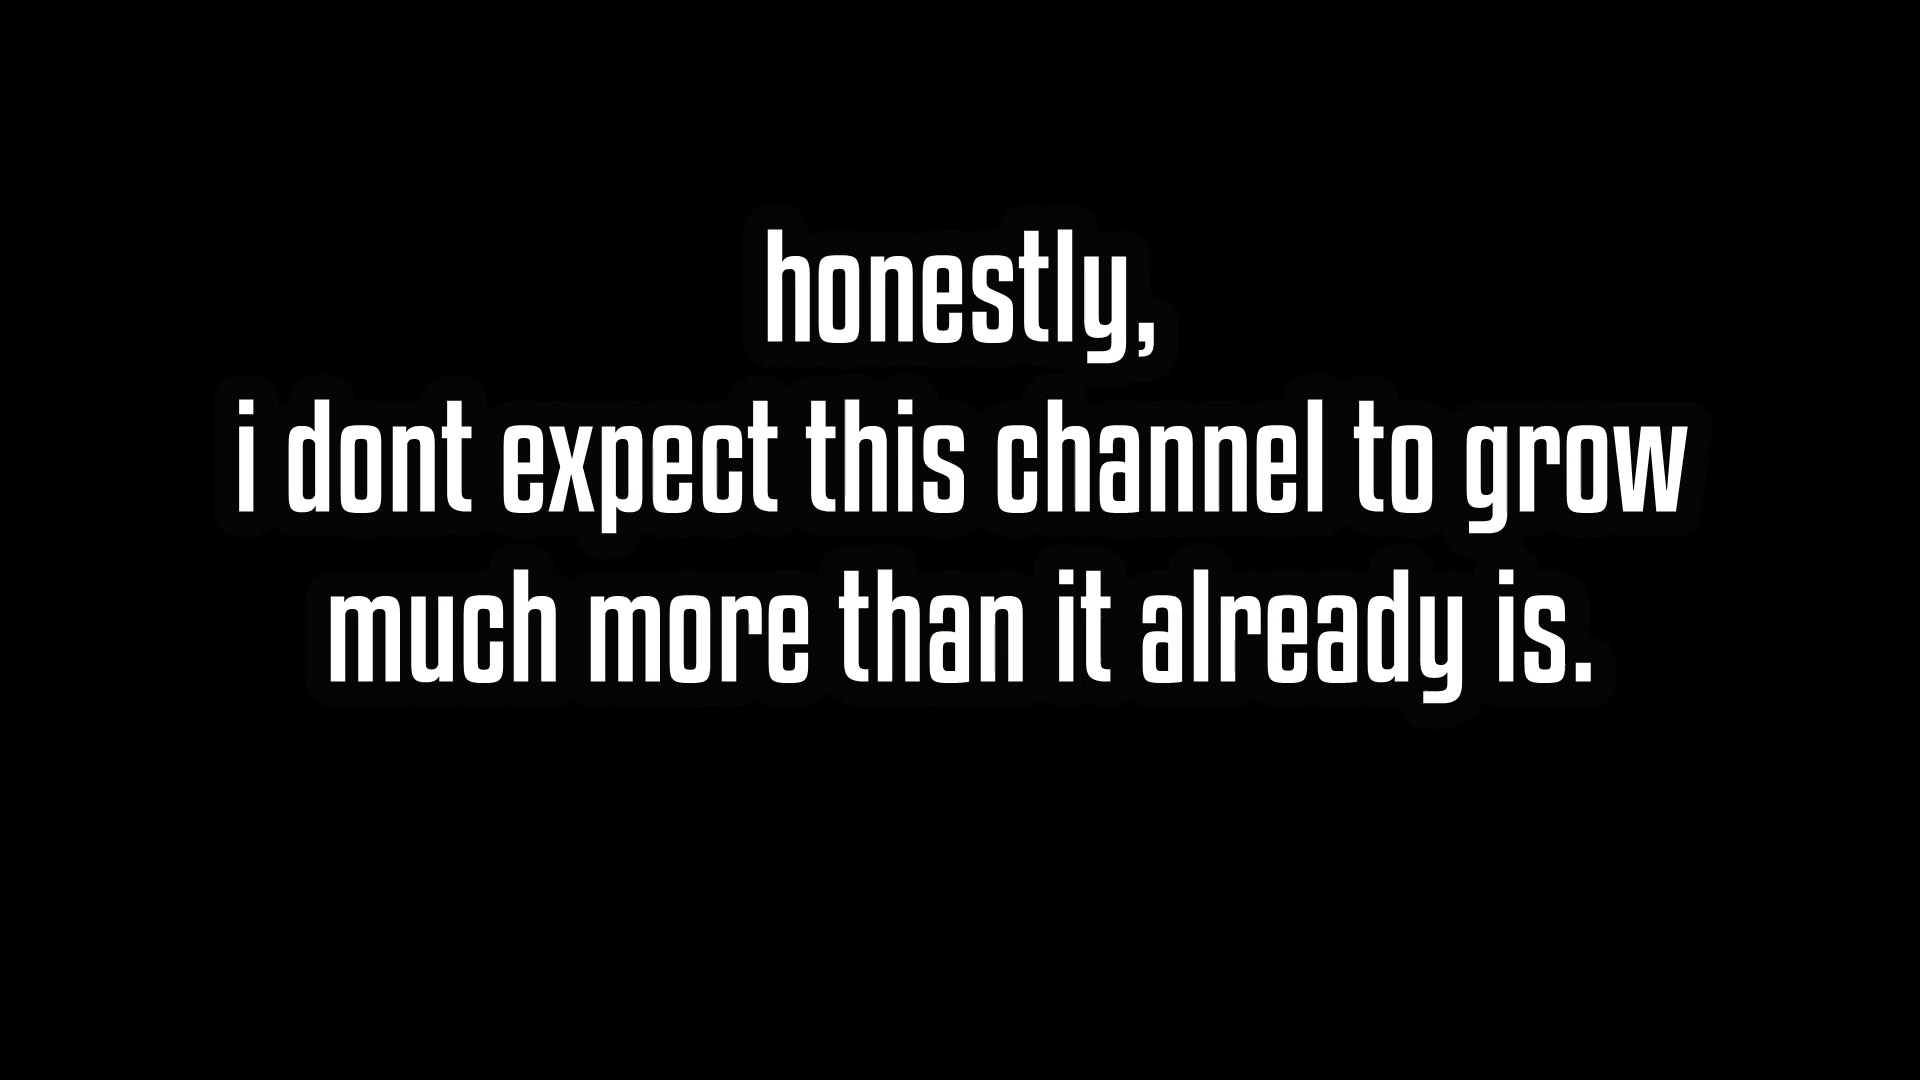 honestly,
i dont expect this channel to grow
much more than it already is.